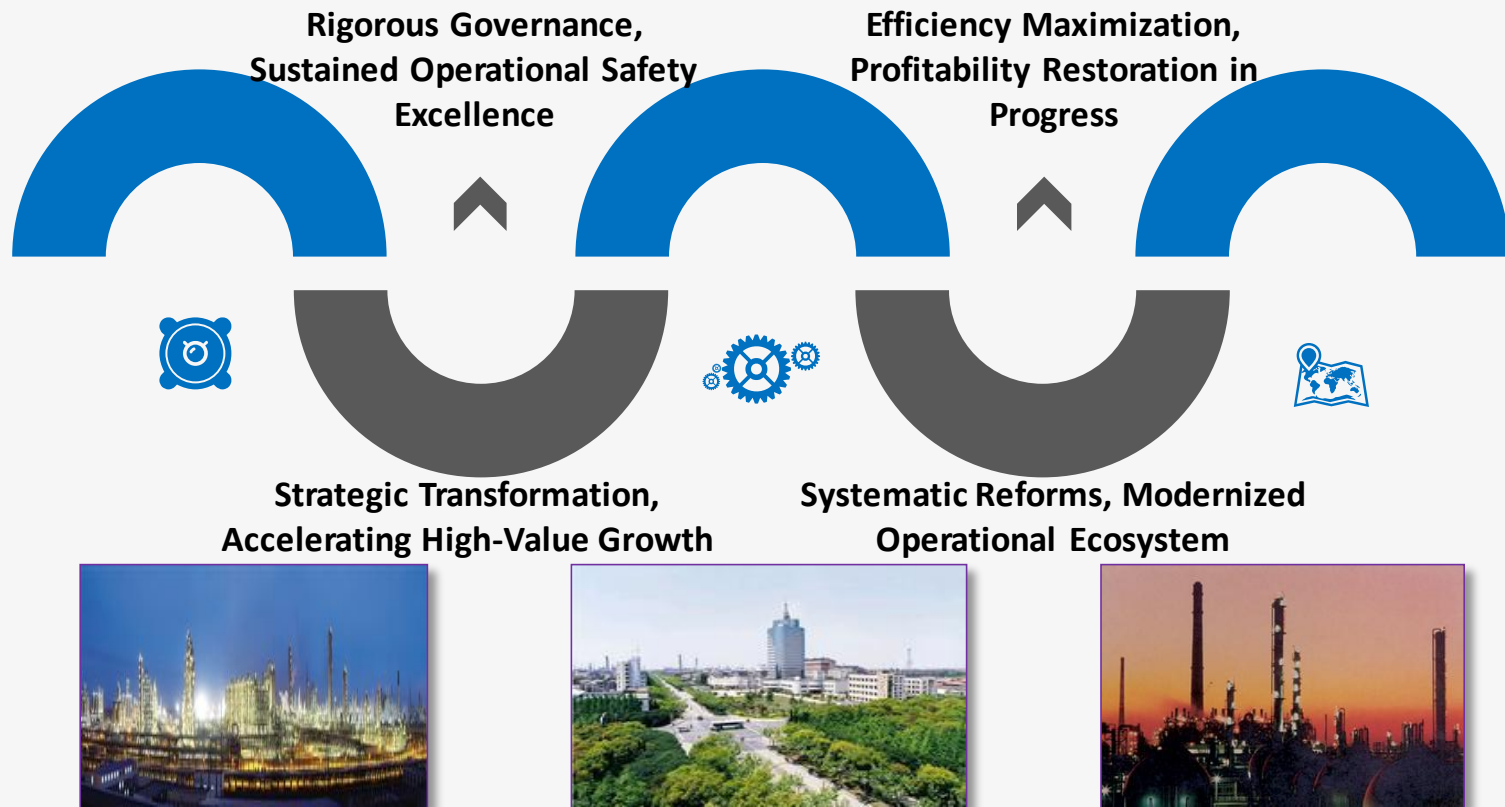 Rigorous Governance,
Sustained Operational Safety
Excellence
Efficiency Maximization,
Profitability Restoration in
Progress
Strategic Transformation,
Accelerating High-Value Growth
Systematic Reforms, Modernized
Operational Ecosystem